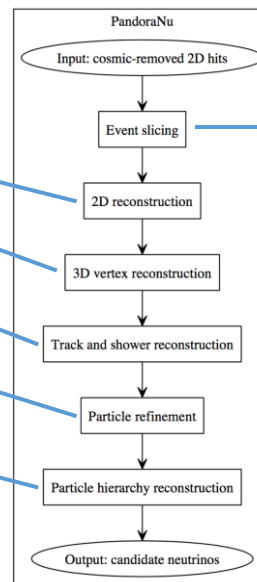 PandoraNu
Input: cosmic-removed 2D hits
Event slicing
2D reconstruction
3D vertex reconstruction
Track and shower reconstruction
Particle refinement
Particle hierarchy reconstruction
Output: candidate neutrinos